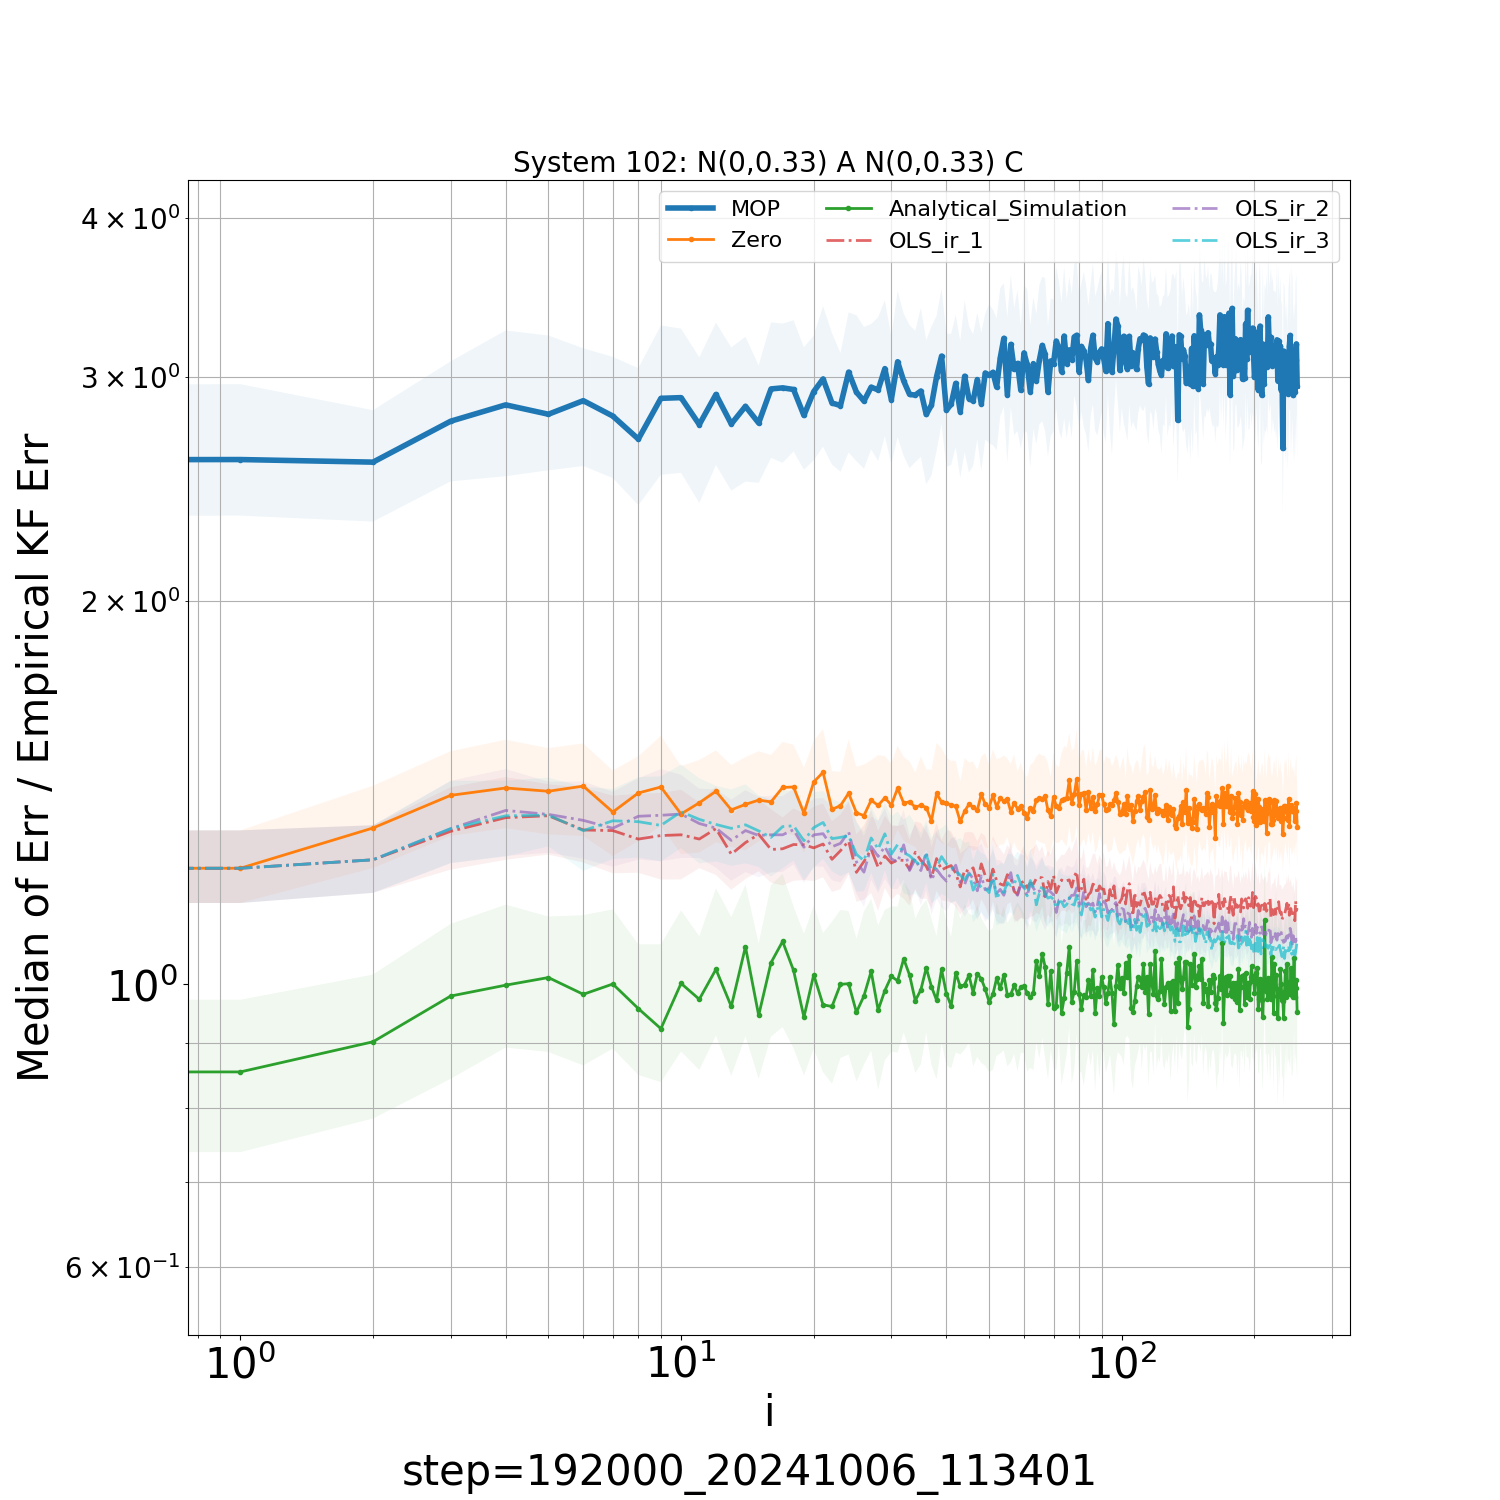 System 102: N(0,0.33) A N(0,0.33) C
MOP
Zero
Analytical_Simulation
OLS_ir_1
OLS_ir_2
OLS_ir_3
Median of Err / Empirical KF Err
4 × 10⁰
3 × 10⁰
2 × 10⁰
10⁰
6 × 10⁻¹
10⁰
10¹
10²
i
step=192000_20241006_113401